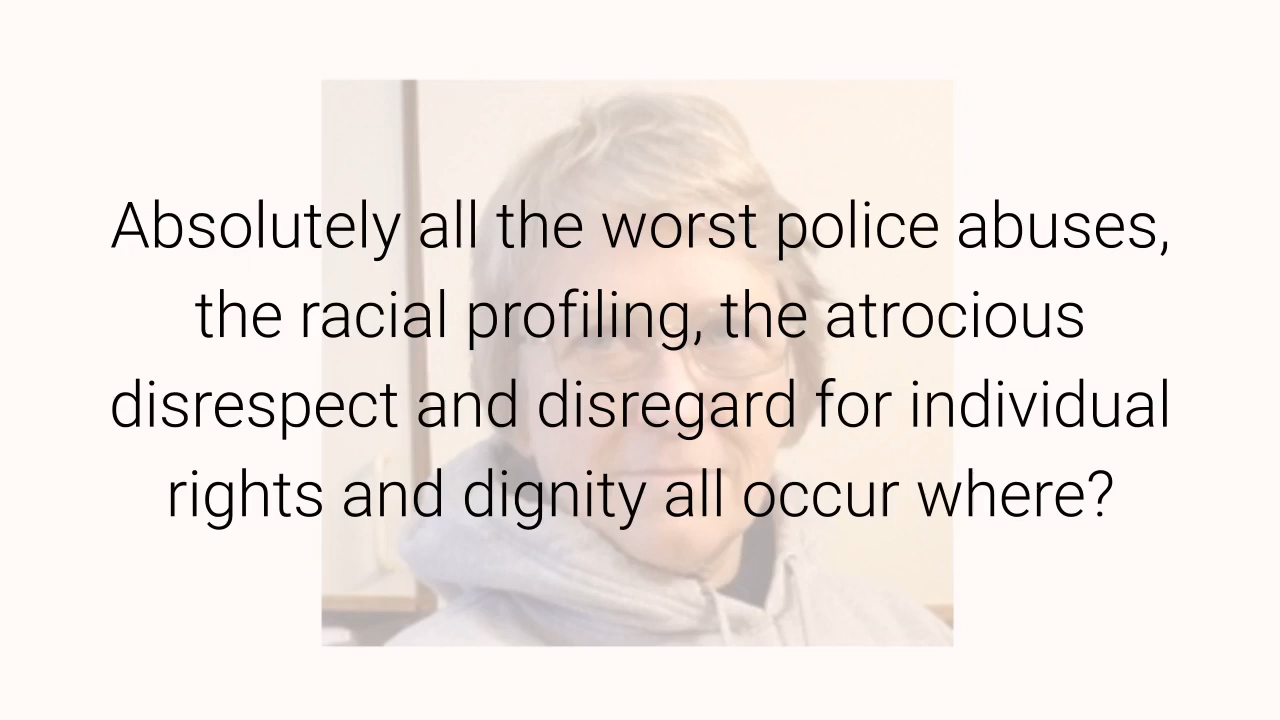 Absolutely all the worst police abuses,
the racial profiling, the atrocious
disrespect and disregard for individual
rights and dignity all occur where?